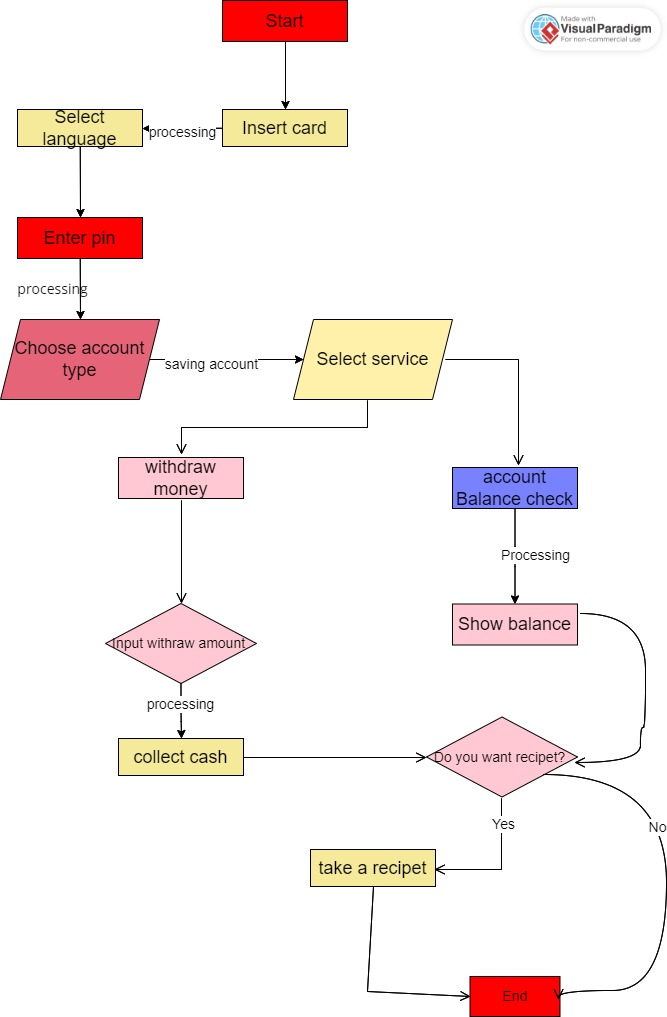 Start
Made with
Visual Paradigm
For non-commercial use
Select
language
processing
Insert card
Enter pin
processing
Choose account
type
saving account
Select service
withdraw
money
account
Balance check
Processing
Input withraw amount
Show balance
processing
collect cash
Do you want recipet?
Yes
No
take a recipet
End